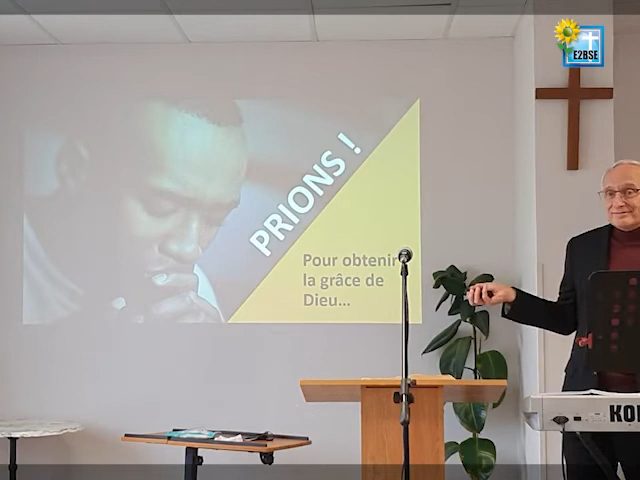 E2BSE
PRIONS !
Pour obtenir
la grâce de
Dieu...
KO